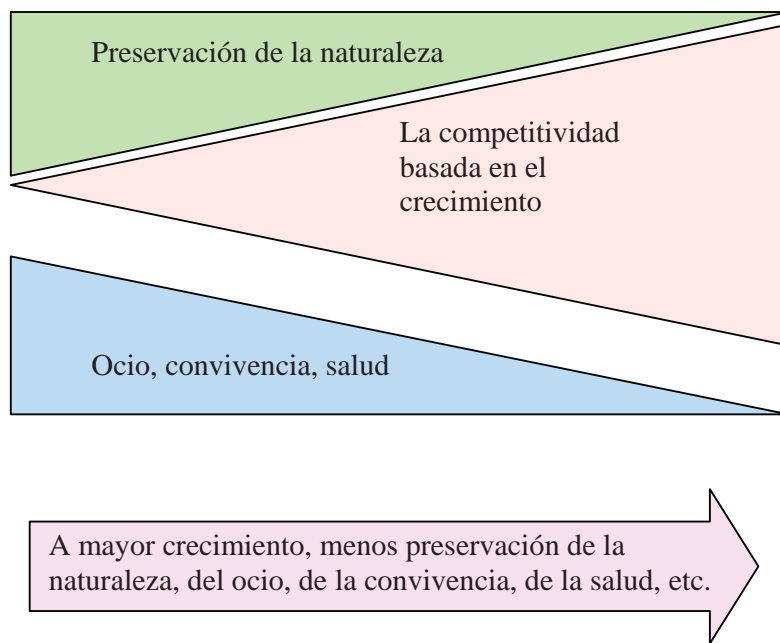 Preservación de la naturaleza
La competitividad
basada en el
crecimiento
Ocio, convivencia, salud
A mayor crecimiento, menos preservación de la
naturaleza, del ocio, de la convivencia, de la salud, etc.